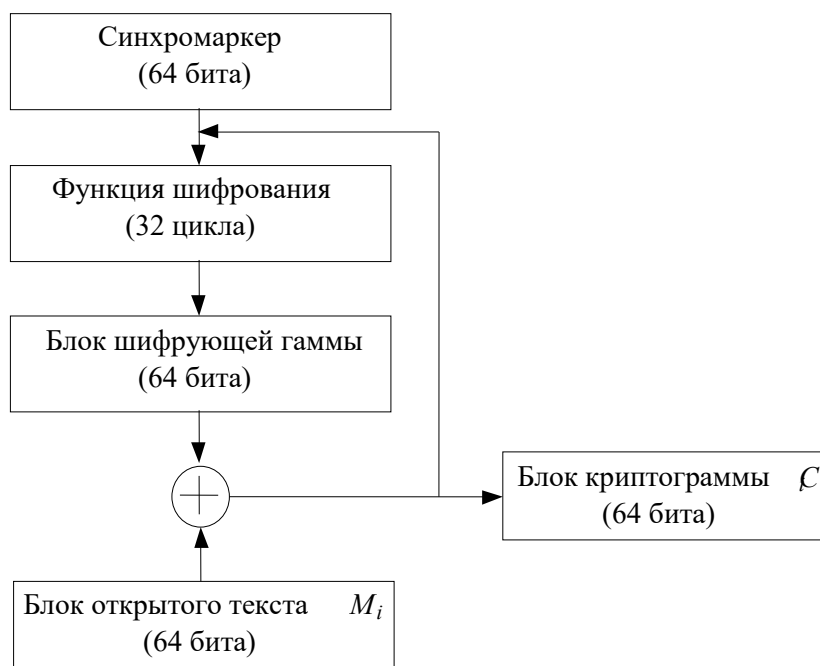 Синхромаркер
(64 бита)
Функция шифрования
(32 цикла)
Блок шифрующей гаммы
(64 бита)
Блок криптограммы C
(64 бита)
Блок открытого текста M_i
(64 бита)